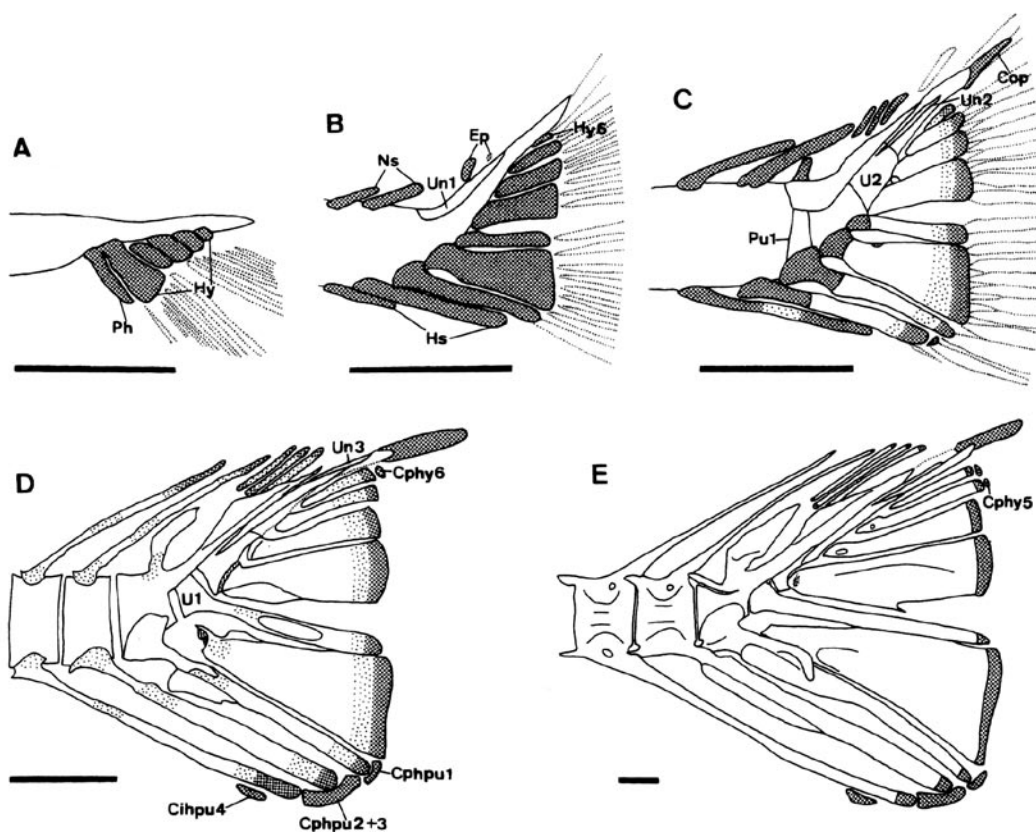 A
Ph
Hy
B
Ns
Ep
Un1
Hy6
Hs
C
Cop
Un2
U2
Pu1
D
Un3
Cphy6
U1
Cphpu1
Cihpu4
Cphpu2+3
E
Cphy5